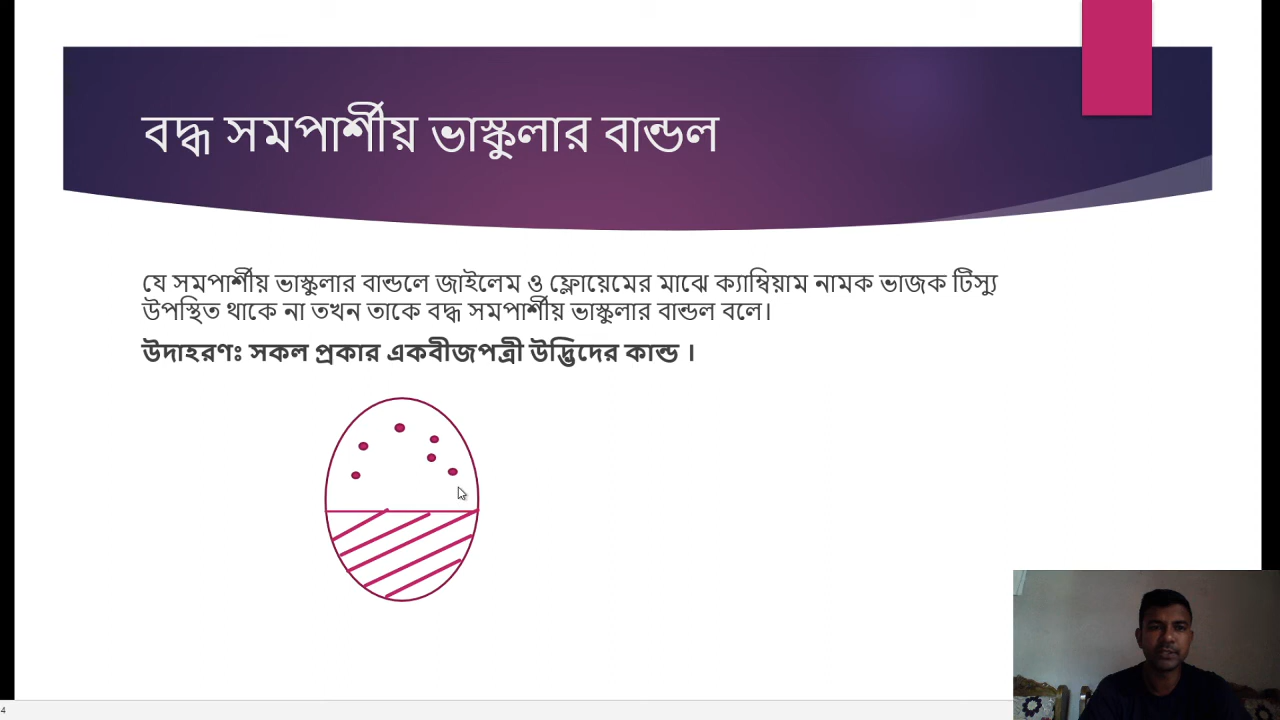 বদ্ধ সমপার্শীয় ভাস্কুলার বান্ডল
যে সমপার্শীয় ভাস্কুলার বান্ডলে জাইলেম ও ফ্লোয়েমের মাঝে ক্যাম্বিয়াম নামক ভাজক টিস্যু
উপস্থিত থাকে না তখন তাকে বদ্ধ সমপার্শীয় ভাস্কুলার বান্ডল বলে।
উদাহরণঃ সকল প্রকার একবীজপত্রী উদ্ভিদের কান্ড ।
4